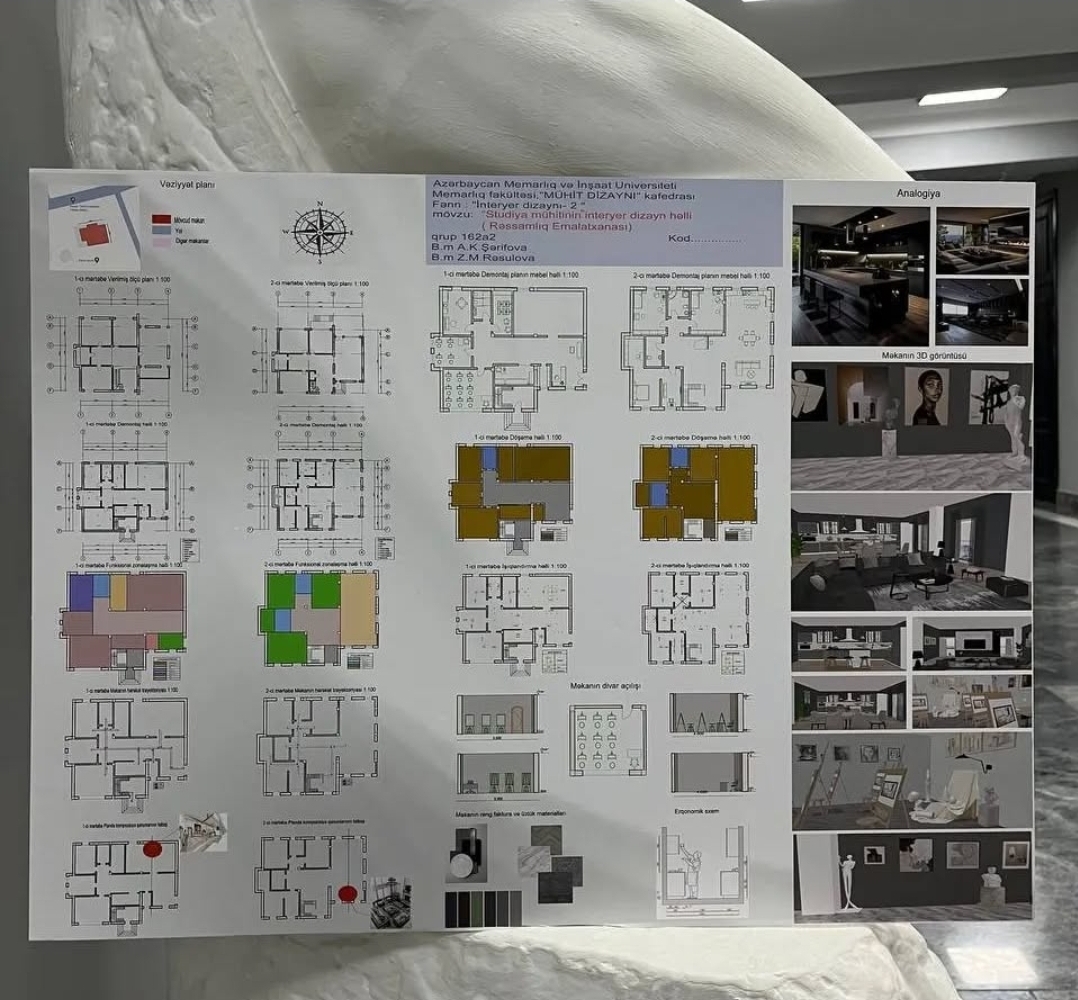 Vəziyyət planı
Mövcud məkan
Yol
Digər məkanlar
N
E
S
W
Azərbaycan Memarlıq və İnşaat Universiteti
Memarlıq fakültəsi,"MÜHİT DİZAYNI" kafedrası
Fənn : "İnteryer dizaynı- 2 "
mövzu: "Studiya mühitinin interyer dizayn həlli
( Rəssamlıq Emalatxanası)
qrup 162a2
Kod..............
B.m A.K Şərifova
B.m Z.M Rəsulova
1-ci mərtəbə Verilmiş ölçü planı 1:100
2-ci mərtəbə Verilmiş ölçü planı 1:100
1-ci mərtəbə Demontaj planın mebel həlli 1:100
2-ci mərtəbə Demontaj planın mebel həlli 1:100
1-ci mərtəbə Demontaj həlli 1:100
2-ci mərtəbə Demontaj həlli 1:100
1-ci mərtəbə Döşəmə həlli 1:100
2-ci mərtəbə Döşəmə həlli 1:100
1-ci mərtəbə Funksional zonalaşma həlli 1:100
2-ci mərtəbə Funksional zonalaşma həlli 1:100
1-ci mərtəbə İşıqlandırma həlli 1:100
2-ci mərtəbə İşıqlandırma həlli 1:100
1-ci mərtəbə Məkanın hərəkət trayektoriyası 1:100
2-ci mərtəbə Məkanın hərəkət trayektoriyası 1:100
Məkanın divar açılışı
1-ci mərtəbə Planda kompozisiya
2-ci mərtəbə Planda kompozisiya
Məkanın rəng faktura və üzlük materialları
Erqonomik sxem
Analogiya
Məkanın 3D görüntüsü